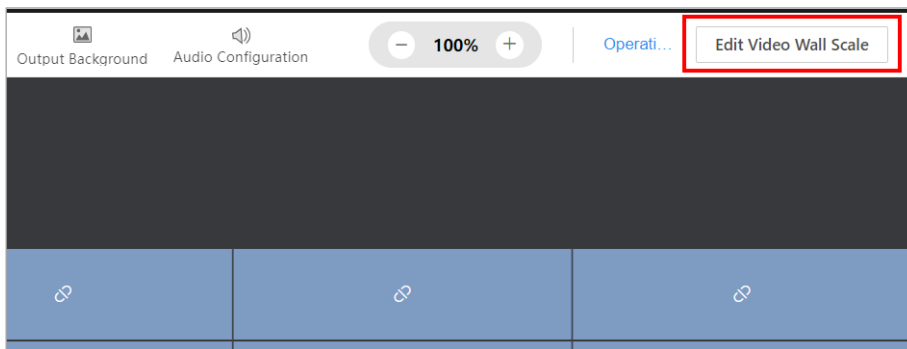 Output Background
Audio Configuration
− 100% +
Operati...
Edit Video Wall Scale